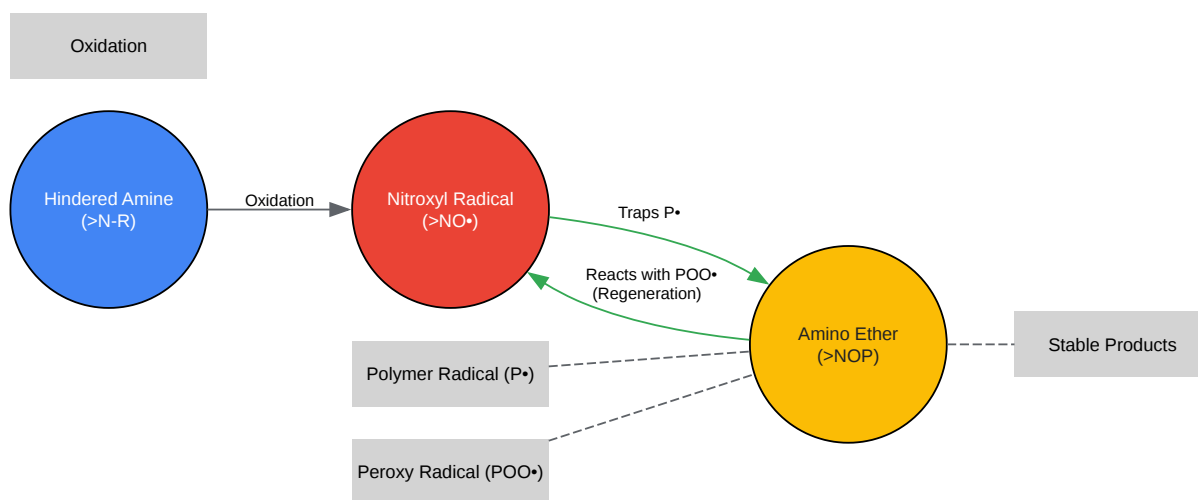 Oxidation
Hindered Amine
(>N-R)
Oxidation
Nitroxyl Radical
(>NO•)
Traps P•
Reacts with POO•
(Regeneration)
Amino Ether
(>NOP)
Stable Products
Polymer Radical (P•)
Peroxy Radical (POO•)